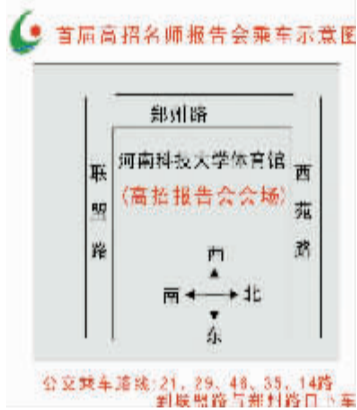 首届高招名师报告会乘车示意图
郑州路
河南科技大学体育馆
(高招报告会会场)
联盟路
西苑路
西
南 北
东
公交乘车路线:21、29、48、35、14路
到联盟路与郑州路口下车